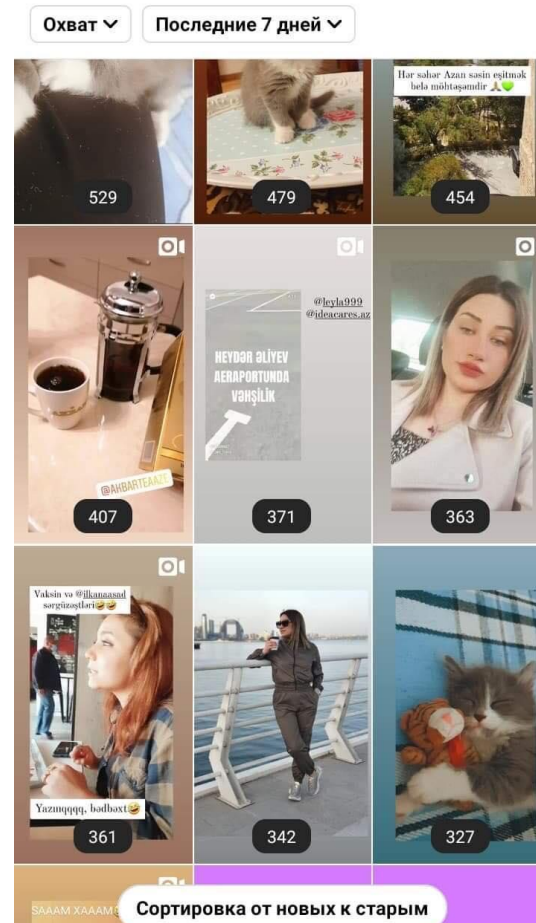 Охват
Последние 7 дней
529
479
Hər səhər Azan səsin eşitmək
belə möhtəşəmdir 🙏💚
454
@AHBARTEAAZE
407
HEYDƏR ƏLİYEV
AERAPORTUNDA
VƏHŞİLİK
@leyla999
@ideacares.az
371
363
Vaksin və @ilkanaasad
sərgüzəştləri🤣🤣
Yazıııqqqq, bədbəxt🤣
361
342
327
SAAAM XAAAM
Сортировка от новых к старым